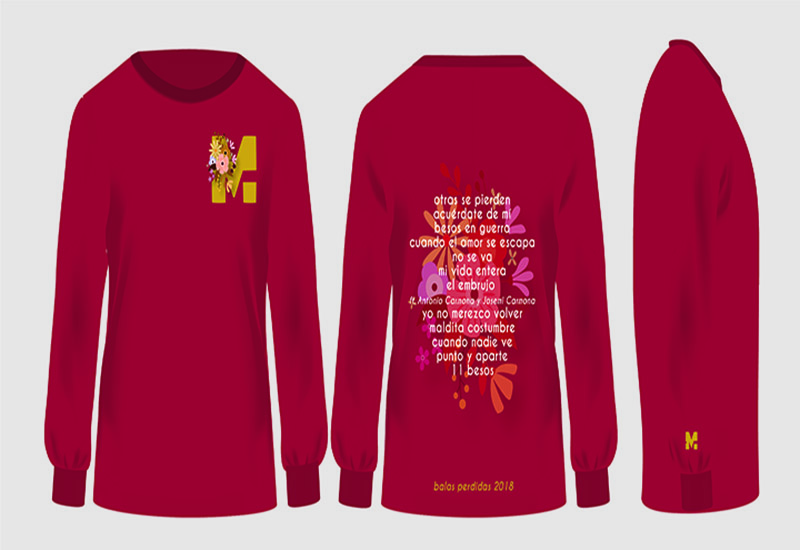 M
otros se pierden
acuérdate de mi
besos en guerra
cuando el amor se escapa
no se va
mi vida entera
el embrujo
ft. Antonio Carmona y Josemi Carmona
yo no merezco volver
maldita costumbre
cuando nadie ve
punto y aparte
11 besos
balas perdidas 2018
M